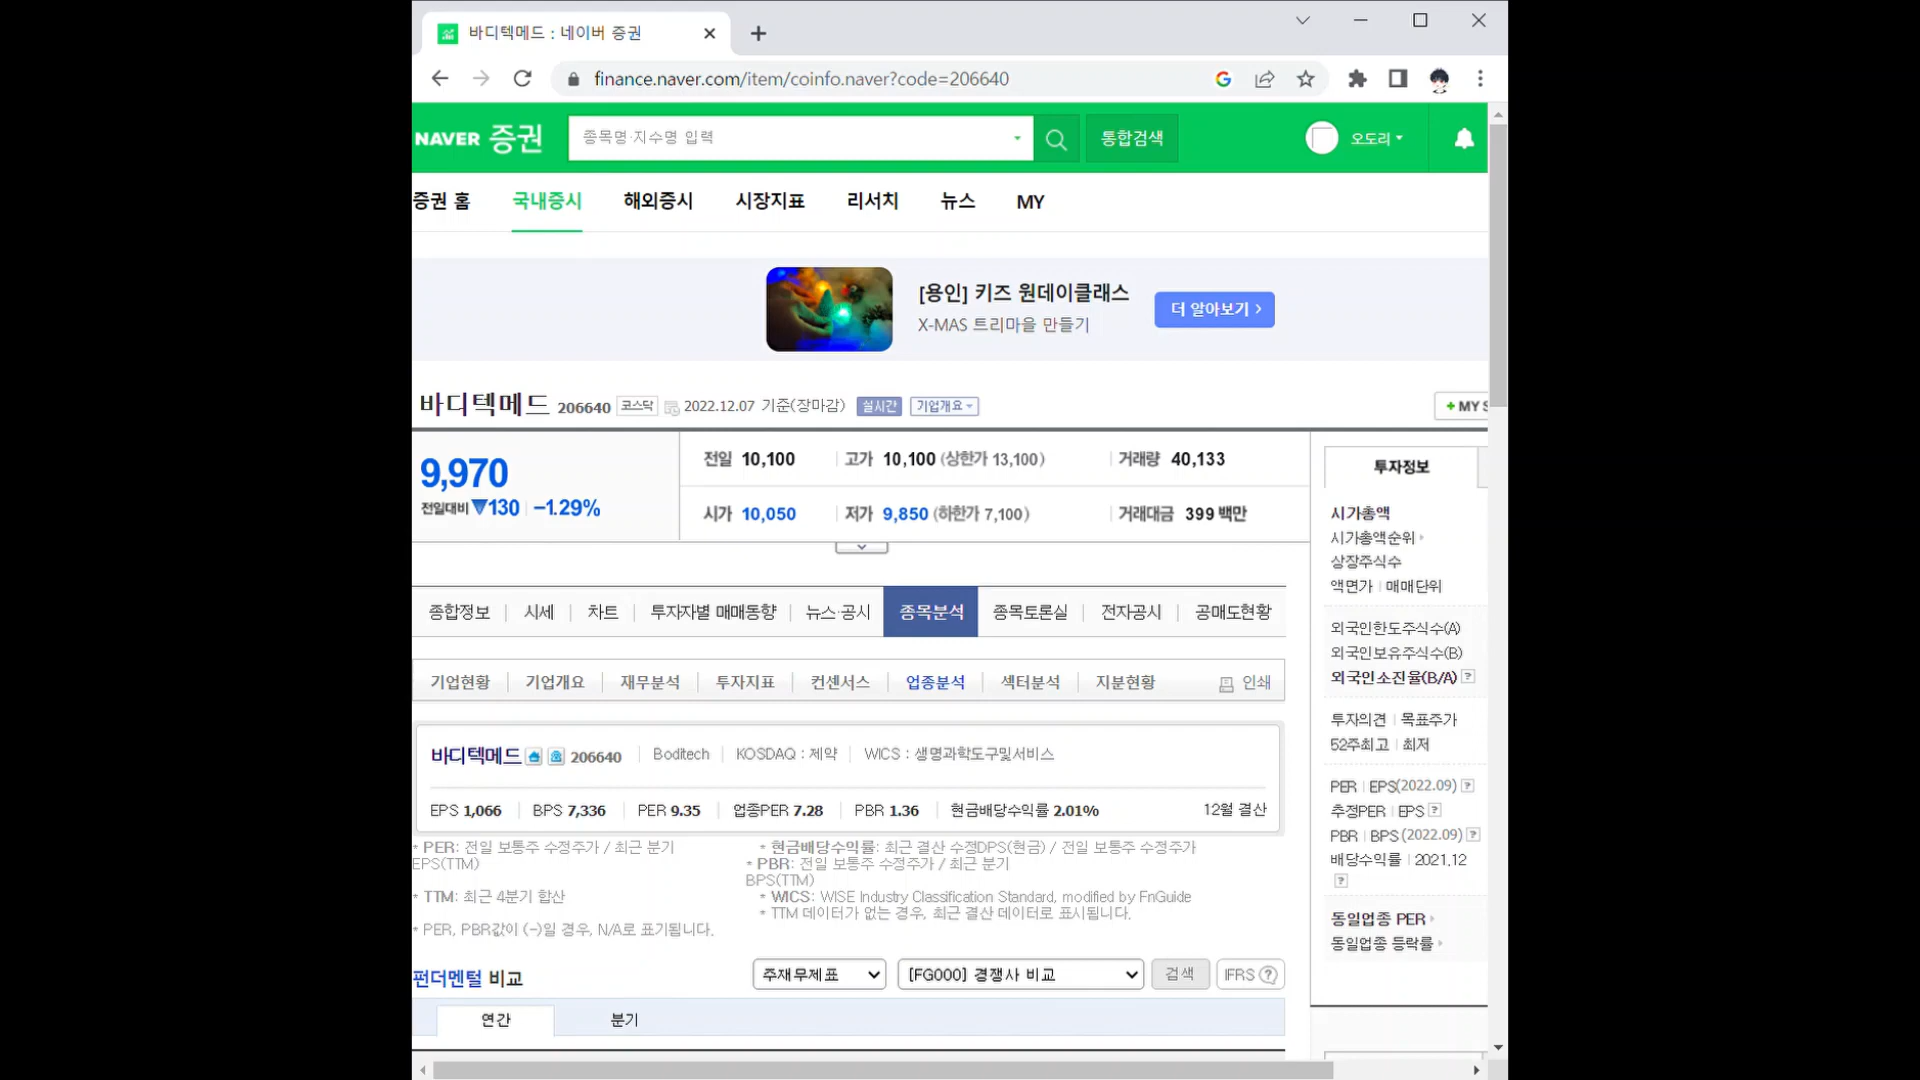 바디텍메드 : 네이버 증권
finance.naver.com/item/coinfo.naver?code=206640
NAVER 증권 종목명·지수명 입력 통합검색 오도리
증권 홈 국내증시 해외증시 시장지표 리서치 뉴스 MY
[용인] 키즈 원데이클래스
X-MAS 트리마을 만들기
더 알아보기 >
바디텍메드 206640 코스닥 2022.12.07 기준(장마감) 실시간 기업개요 + MY S
9,970
전일대비 ▼130 −1.29%
전일 10,100 고가 10,100 (상한가 13,100) 거래량 40,133
시가 10,050 저가 9,850 (하한가 7,100) 거래대금 399 백만
투자정보
시가총액
시가총액순위
상장주식수
액면가 매매단위
외국인한도주식수(A)
외국인보유주식수(B)
외국인소진율(B/A) ?
투자의견 목표주가
52주최고 최저
PER EPS(2022.09) ?
추정PER EPS ?
PBR BPS(2022.09) ?
배당수익률 2021.12
?
동일업종 PER
동일업종 등락률
종합정보 시세 차트 투자자별 매매동향 뉴스·공시 종목분석 종목토론실 전자공시 공매도현황
기업현황 기업개요 재무분석 투자지표 컨센서스 업종분석 섹터분석 지분현황 인쇄
바디텍메드 206640 Boditech KOSDAQ : 제약 WICS : 생명과학도구및서비스
EPS 1,066 BPS 7,336 PER 9.35 업종PER 7.28 PBR 1.36 현금배당수익률 2.01% 12월 결산
* PER: 전일 보통주 수정주가 / 최근 분기
EPS(TTM)
* TTM: 최근 4분기 합산
* PER, PBR값이 (-)일 경우, N/A로 표기됩니다.
* 현금배당수익률: 최근 결산 수정DPS(현금) / 전일 보통주 수정주가
* PBR: 전일 보통주 수정주가 / 최근 분기
BPS(TTM)
* WICS: WISE Industry Classification Standard, modified by FnGuide
* TTM 데이터가 없는 경우, 최근 결산 데이터로 표시됩니다.
펀더멘털 비교 주재무제표 [FG000] 경쟁사 비교 검색 IFRS ?
연간 분기